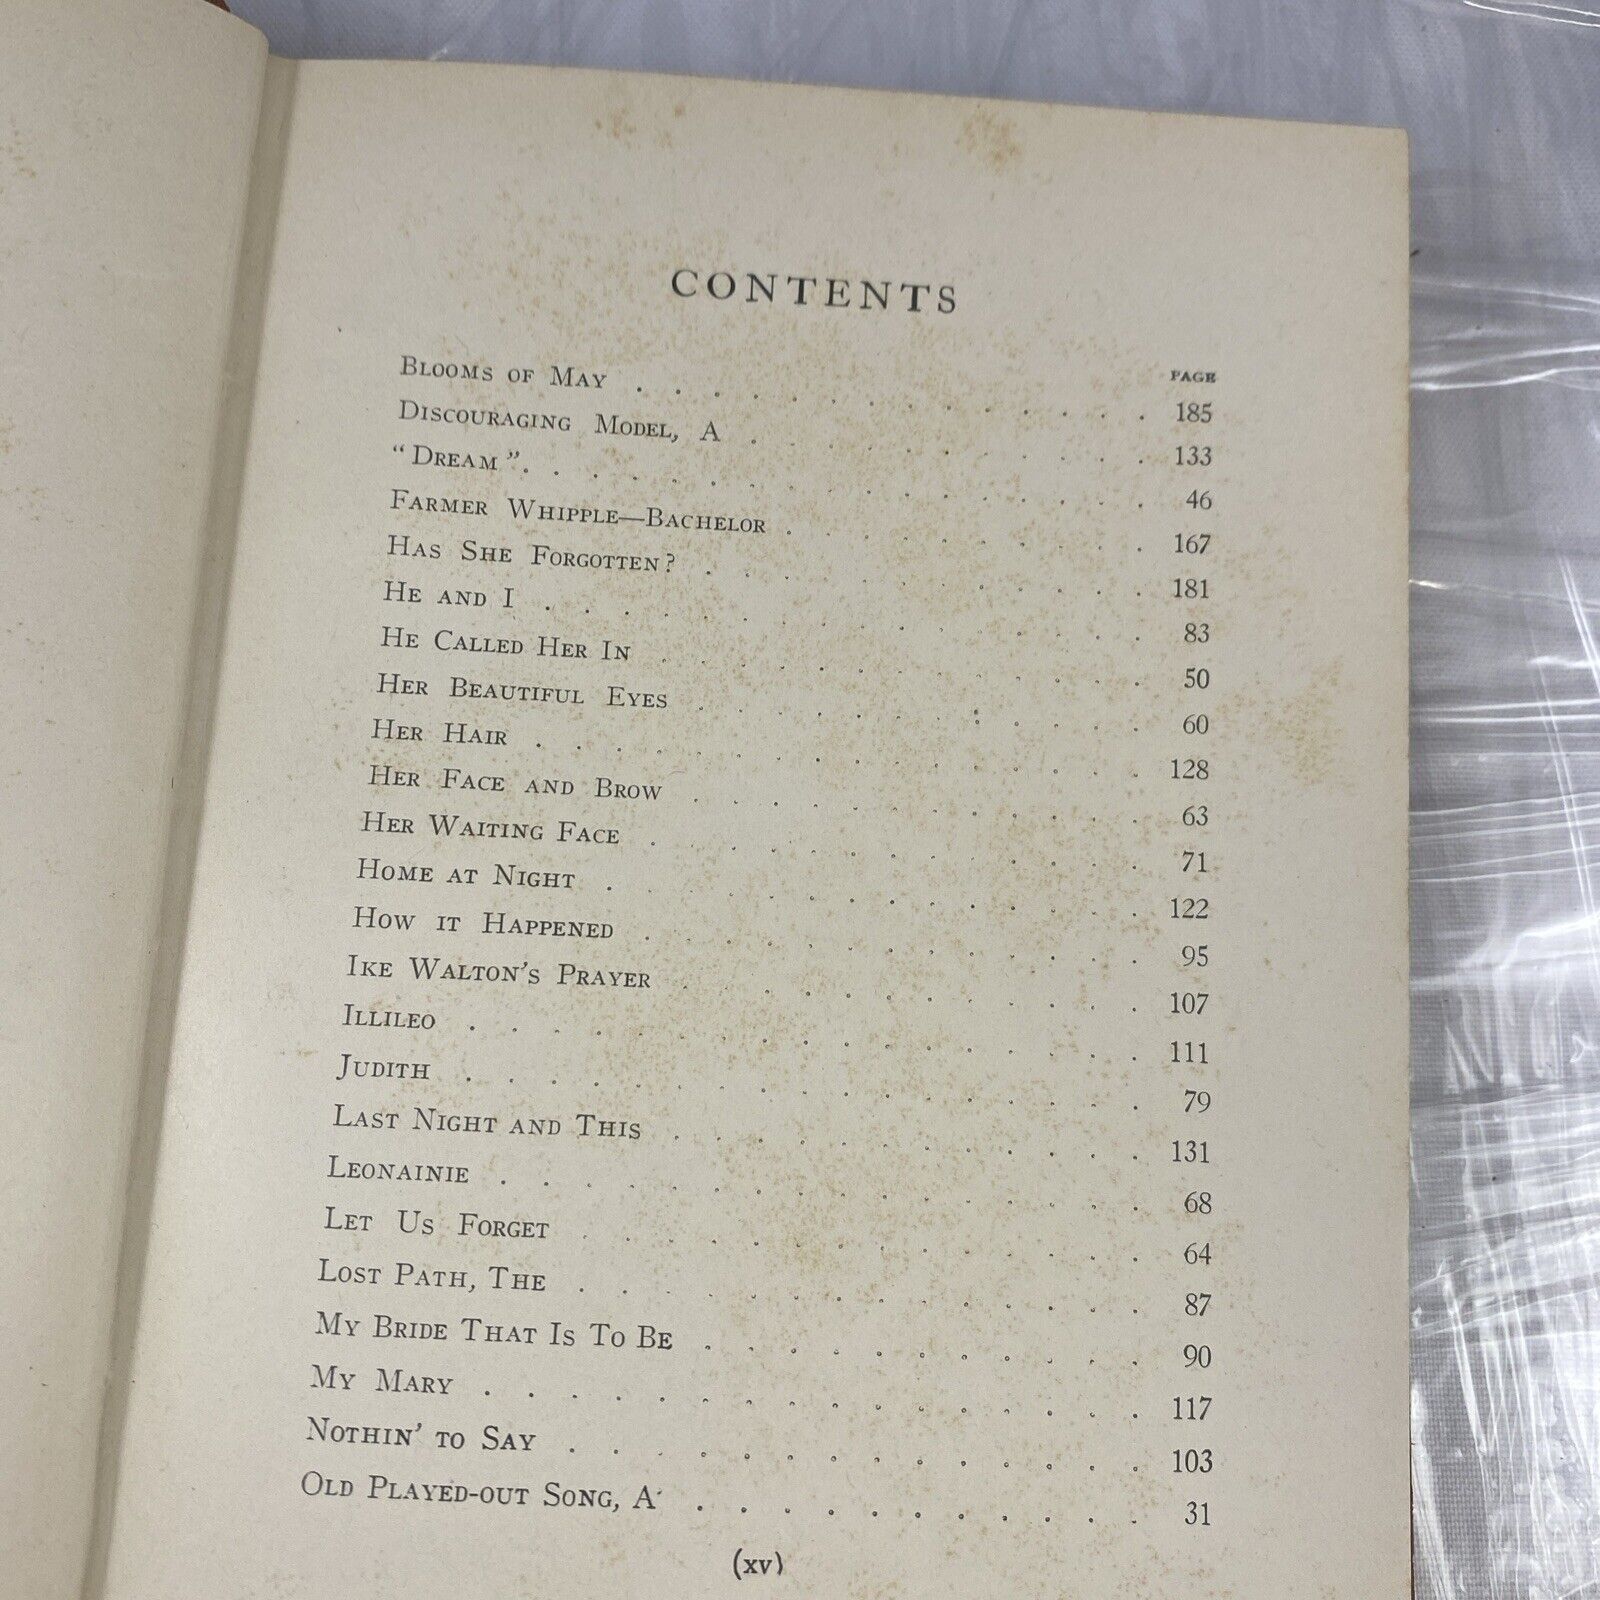 CONTENTS
PAGE
BLOOMS OF MAY . . . . . . . . . . . . . . 185
DISCOURAGING MODEL, A . . . . . . . . . . . 133
"DREAM". . . . . . . . . . . . . . . . 46
FARMER WHIPPLE—BACHELOR . . . . . . . . . . 167
HAS SHE FORGOTTEN? . . . . . . . . . . . . 181
HE AND I . . . . . . . . . . . . . . . . 83
HE CALLED HER IN . . . . . . . . . . . . . 50
HER BEAUTIFUL EYES . . . . . . . . . . . . 60
HER HAIR . . . . . . . . . . . . . . . . 128
HER FACE AND BROW . . . . . . . . . . . . 63
HER WAITING FACE . . . . . . . . . . . . . 71
HOME AT NIGHT . . . . . . . . . . . . . . 122
HOW IT HAPPENED . . . . . . . . . . . . . 95
IKE WALTON'S PRAYER . . . . . . . . . . . . 107
ILLILEO . . . . . . . . . . . . . . . . . 111
JUDITH . . . . . . . . . . . . . . . . . 79
LAST NIGHT AND THIS . . . . . . . . . . . . 131
LEONAINIE . . . . . . . . . . . . . . . . 68
LET US FORGET . . . . . . . . . . . . . . 64
LOST PATH, THE . . . . . . . . . . . . . . 87
MY BRIDE THAT IS TO BE . . . . . . . . . . . 90
MY MARY . . . . . . . . . . . . . . . . 117
NOTHIN' TO SAY . . . . . . . . . . . . . . 103
OLD PLAYED-OUT SONG, A . . . . . . . . . . . 31
(xv)